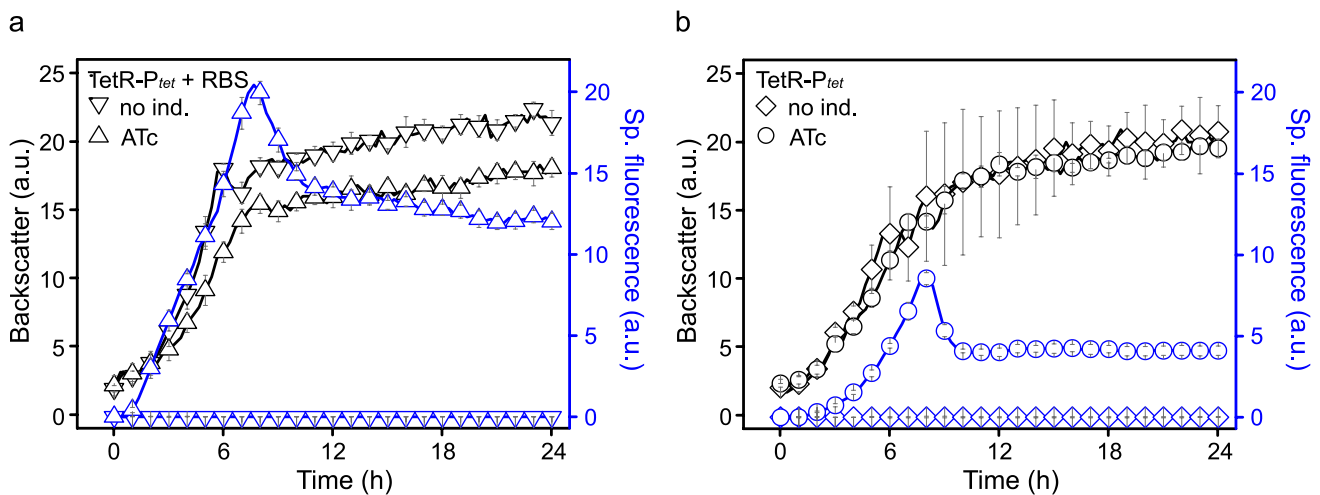 a
TetR-Ptet + RBS
no ind.
ATc
Backscatter (a.u.)
25
20
15
10
5
0
0 6 12 18 24
Time (h)
20
15
10
5
0
Sp. fluorescence (a.u.)
b
TetR-Ptet
no ind.
ATc
Backscatter (a.u.)
25
20
15
10
5
0
0 6 12 18 24
Time (h)
20
15
10
5
0
Sp. fluorescence (a.u.)